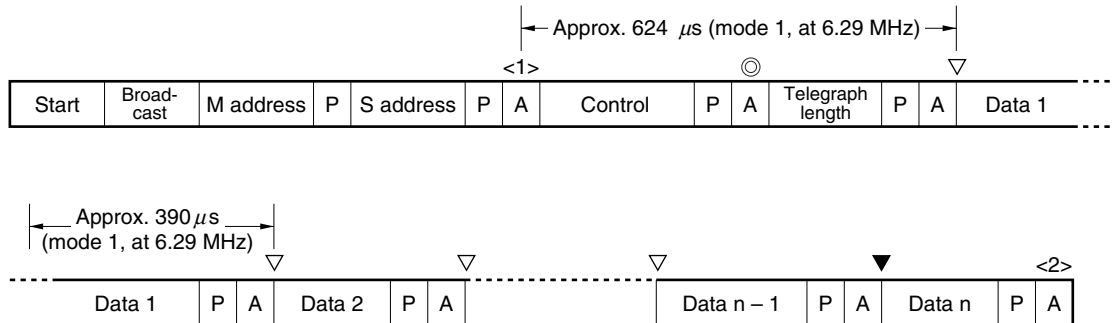 Approx. 624 μs (mode 1, at 6.29 MHz)
<1>
Start Broad-cast M address P S address P A Control P A Telegraph length P A Data 1
Approx. 390 μs
(mode 1, at 6.29 MHz)
<2>
Data 1 P A Data 2 P A Data n – 1 P A Data n P A